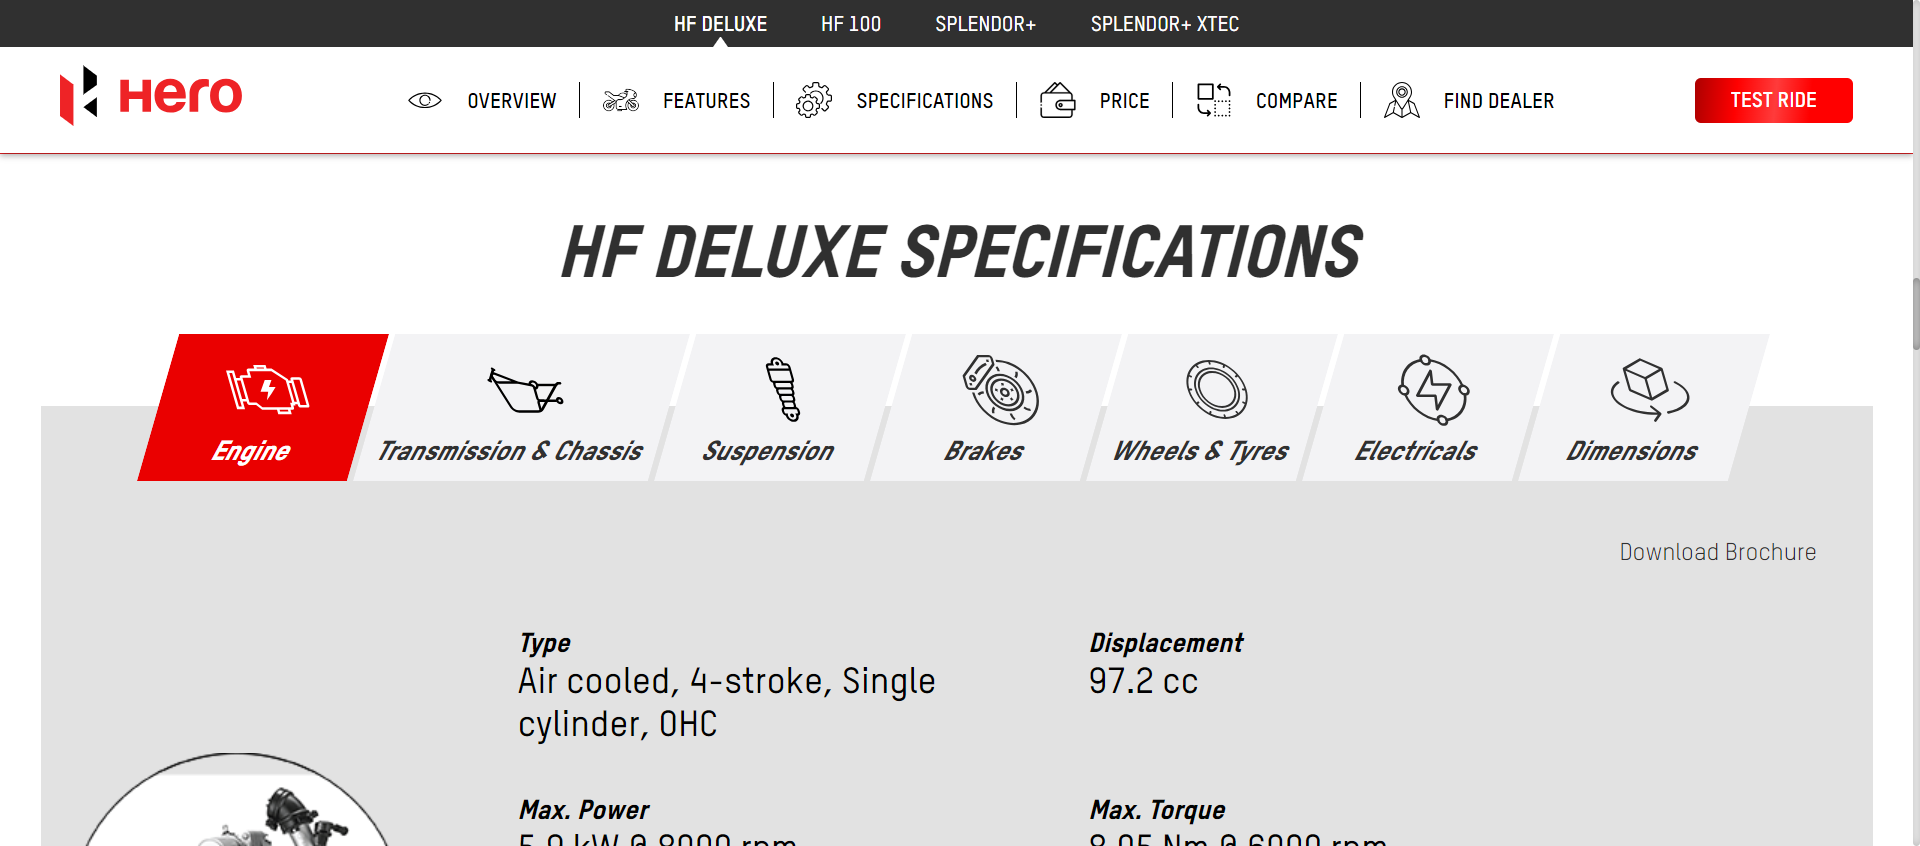 HF DELUXE HF 100 SPLENDOR+ SPLENDOR+ XTEC
Hero OVERVIEW FEATURES SPECIFICATIONS PRICE COMPARE FIND DEALER TEST RIDE
HF DELUXE SPECIFICATIONS
Engine Transmission & Chassis Suspension Brakes Wheels & Tyres Electricals Dimensions
Download Brochure
Type
Air cooled, 4-stroke, Single
cylinder, OHC
Displacement
97.2 cc
Max. Power
Max. Torque